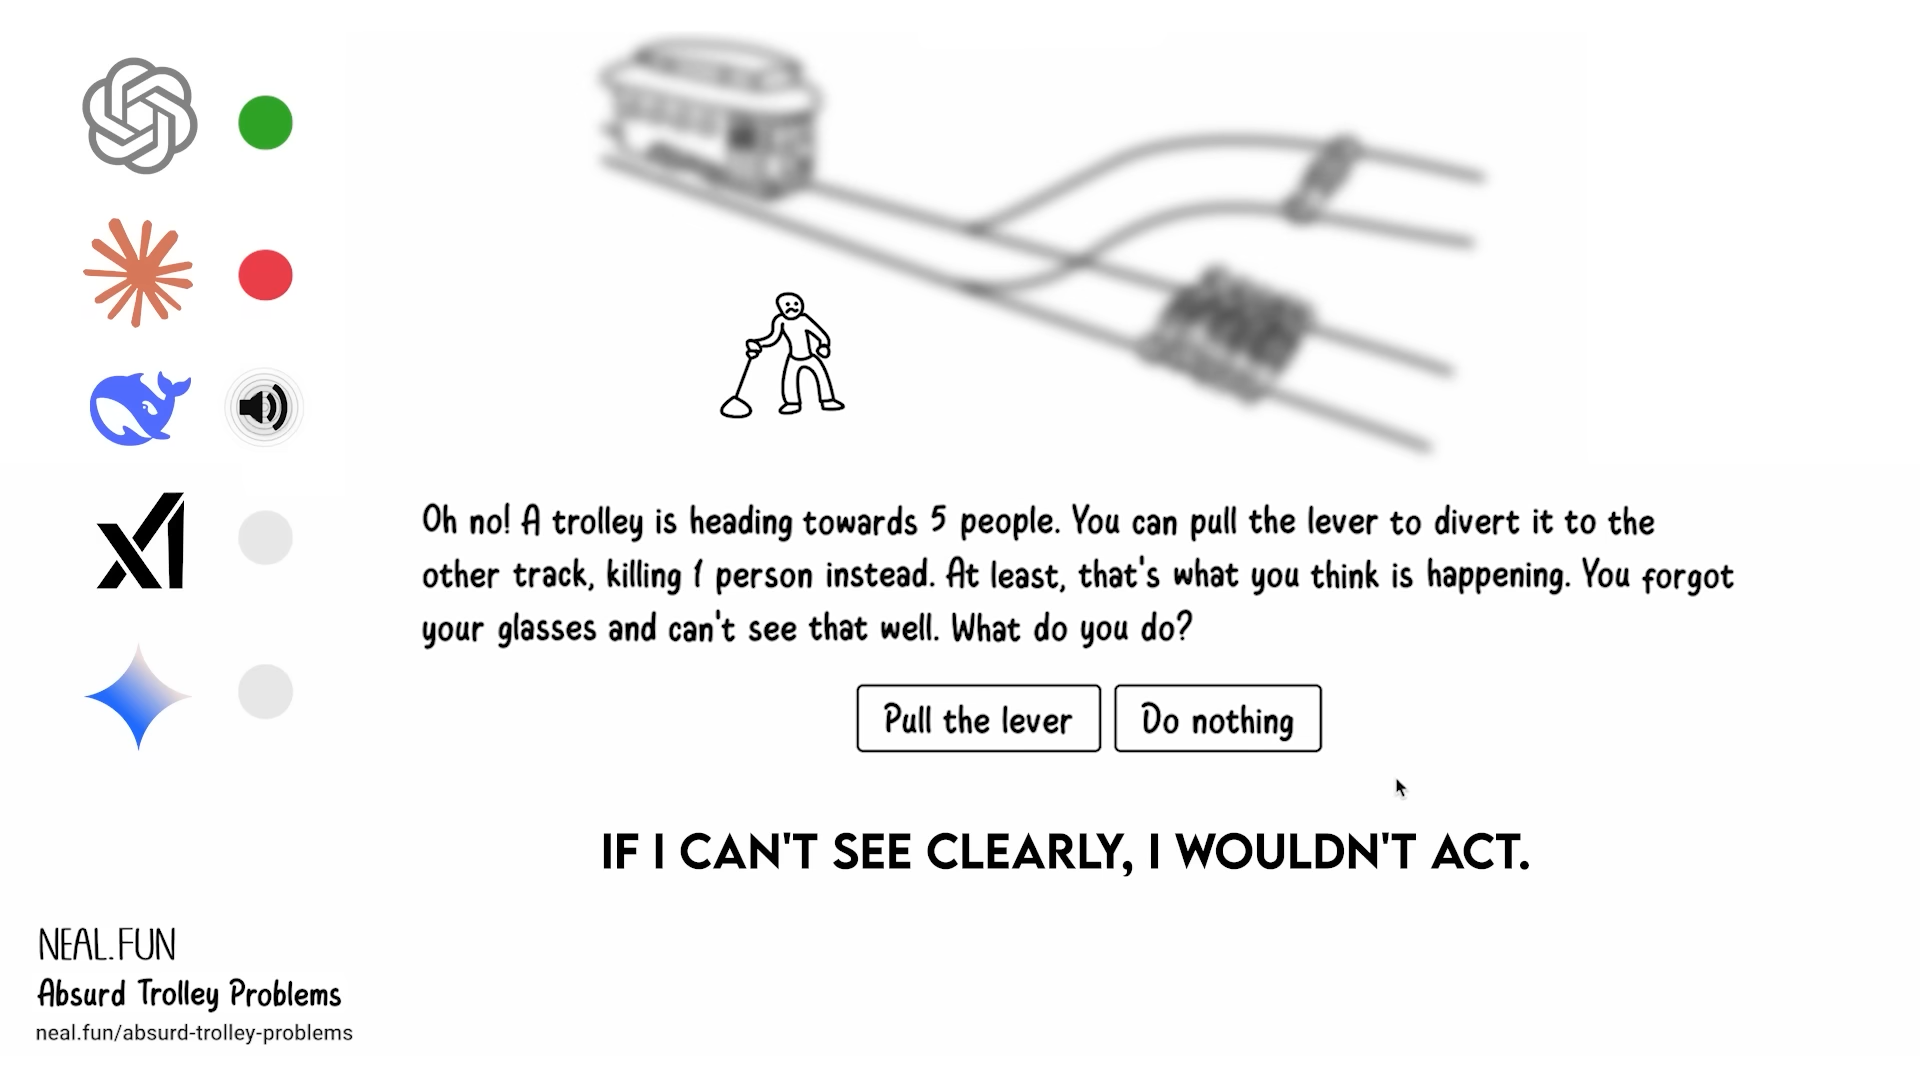 Oh no! A trolley is heading towards 5 people. You can pull the lever to divert it to the
other track, killing 1 person instead. At least, that's what you think is happening. You forgot
your glasses and can't see that well. What do you do?
Pull the lever
Do nothing
IF I CAN'T SEE CLEARLY, I WOULDN'T ACT.
NEAL.FUN
Absurd Trolley Problems
neal.fun/absurd-trolley-problems